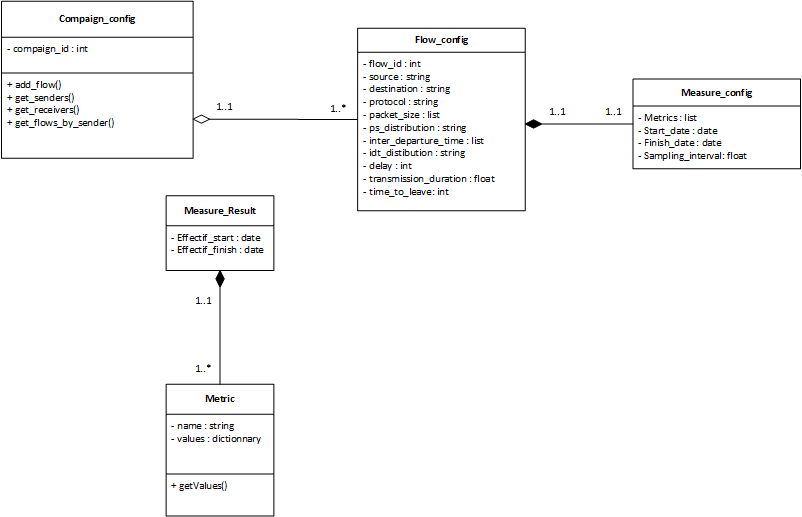 Compaign_config
- compaign_id : int
+ add_flow()
+ get_senders()
+ get_receivers()
+ get_flows_by_sender()
1..1
1..*
Flow_config
- flow_id : int
- source : string
- destination : string
- protocol : string
- packet_size : list
- ps_distribution : string
- inter_departure_time : list
- idt_distibution : string
- delay : int
- transmission_duration : float
- time_to_leave: int
1..1
1..1
Measure_config
- Metrics : list
- Start_date : date
- Finish_date : date
- Sampling_interval: float
Measure_Result
- Effectif_start : date
- Effectif_finish : date
1..1
1..*
Metric
- name : string
- values : dictionnary
+ getValues()